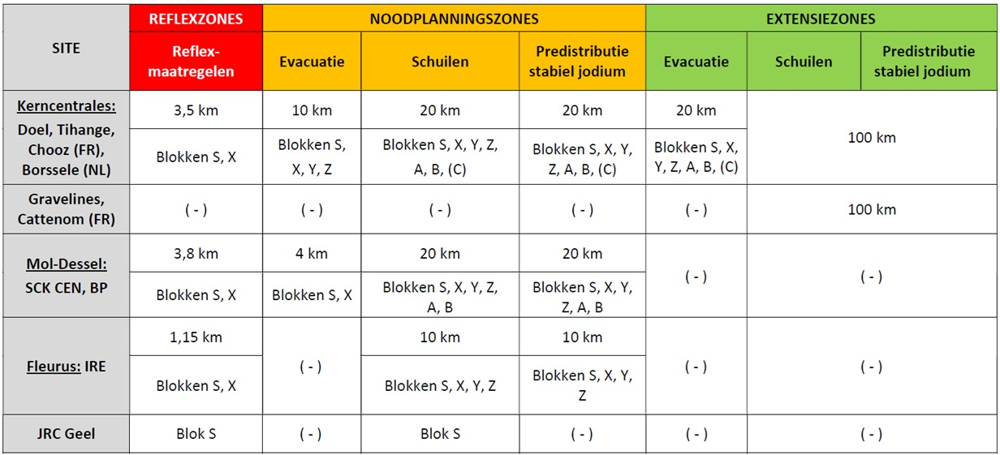 SITE
REFLEXZONES
NOODPLANNINGSZONES
EXTENSIEZONES
Reflex-
maatregelen
Evacuatie
Schuilen
Predistributie
stabiel jodium
Evacuatie
Schuilen
Predistributie
stabiel jodium
Kerncentrales:
Doel, Tihange,
Chooz (FR),
Borssele (NL)
3,5 km
10 km
20 km
20 km
20 km
100 km
Blokken S, X
Blokken S,
X, Y, Z
Blokken S, X, Y, Z,
A, B, (C)
Blokken S, X, Y,
Z, A, B, (C)
Blokken S, X,
Y, Z, A, B, (C)
Gravelines,
Cattenom (FR)
( - )
( - )
( - )
( - )
( - )
100 km
Mol-Dessel:
SCK CEN, BP
3,8 km
4 km
20 km
20 km
( - )
( - )
Blokken S, X
Blokken S, X
Blokken S, X, Y, Z,
A, B
Blokken S, X, Y,
Z, A, B
Fleurus: IRE
1,15 km
( - )
10 km
10 km
( - )
( - )
Blokken S, X
Blokken S, X, Y, Z
Blokken S, X, Y,
Z
JRC Geel
Blok S
( - )
Blok S
( - )
( - )
( - )